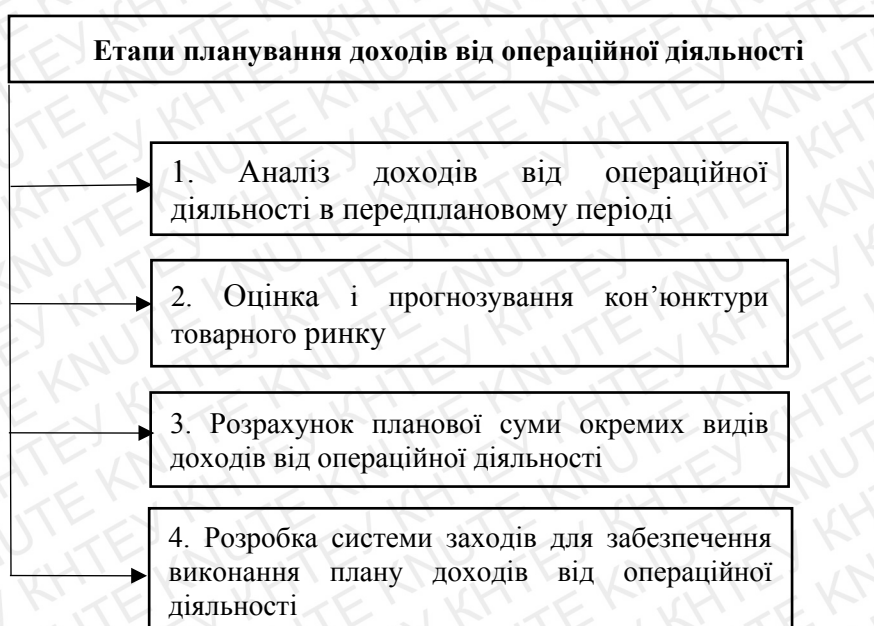 Етапи планування доходів від операційної діяльності
1. Аналіз доходів від операційної
діяльності в передплановому періоді
2. Оцінка і прогнозування кон’юнктури
товарного ринку
3. Розрахунок планової суми окремих видів
доходів від операційної діяльності
4. Розробка системи заходів для забезпечення
виконання плану доходів від операційної
діяльності